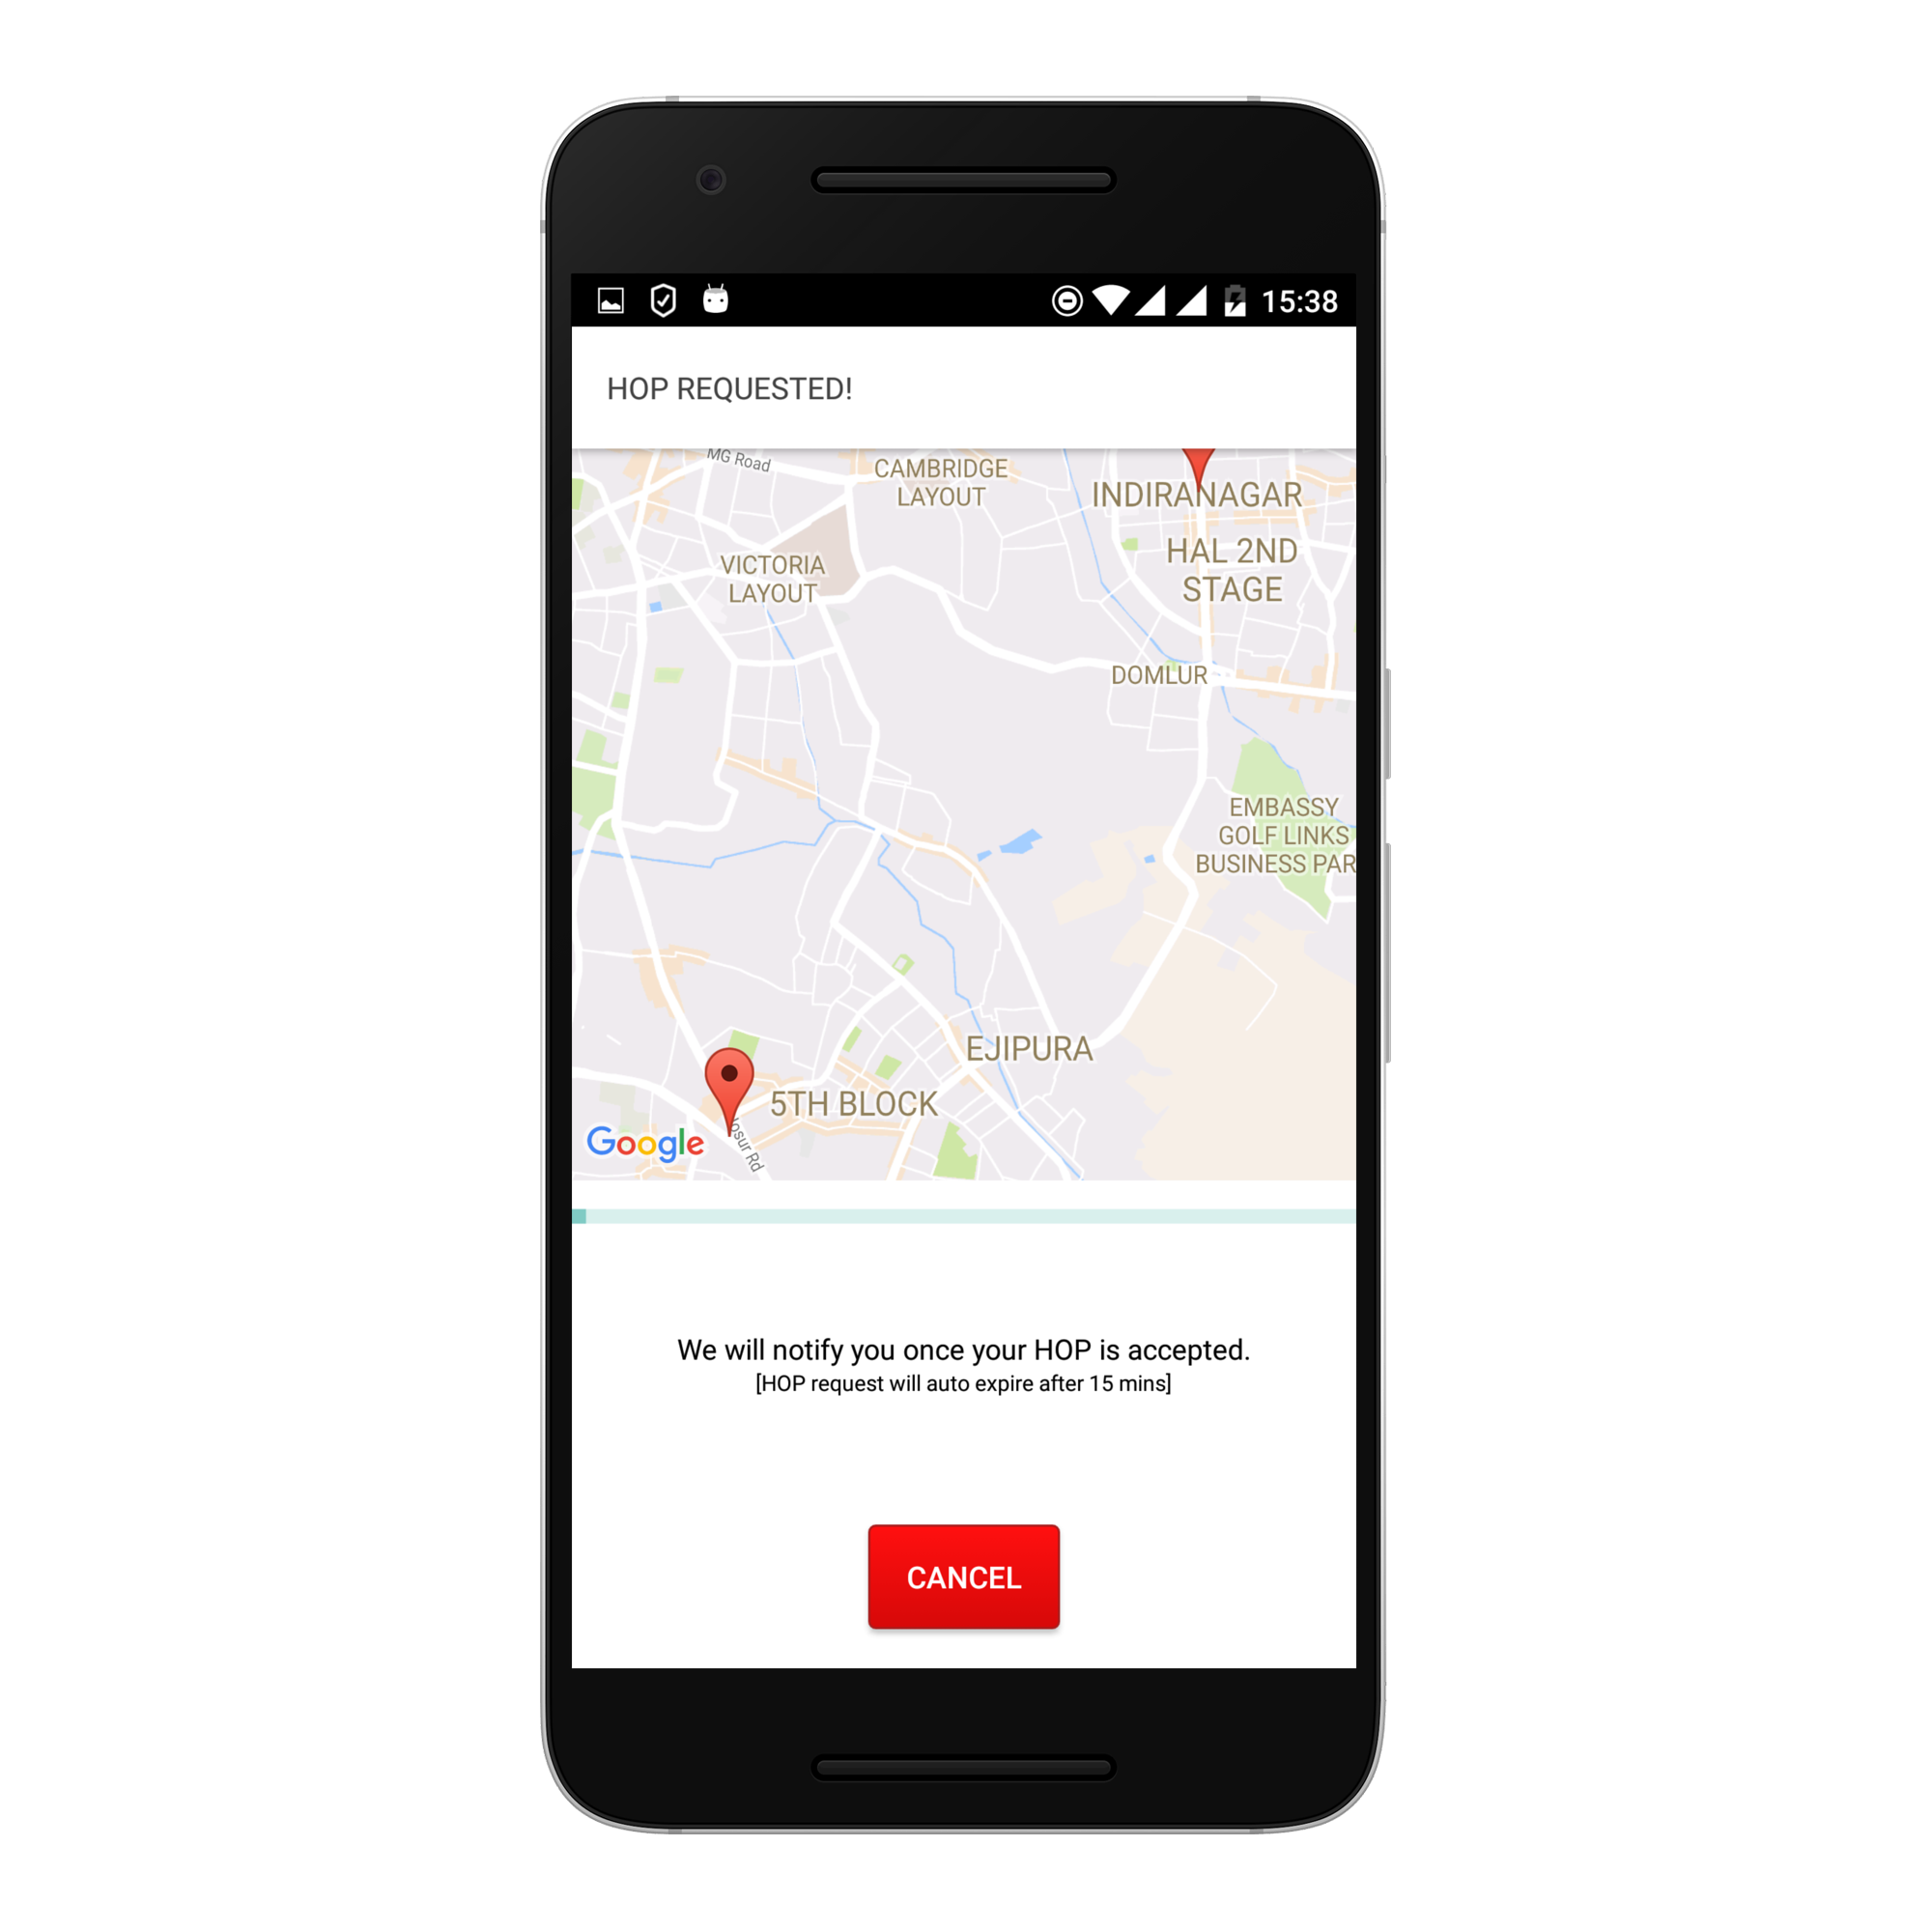 15:38
HOP REQUESTED!
MG Road
CAMBRIDGE
LAYOUT
INDIRANAGAR
HAL 2ND
STAGE
VICTORIA
LAYOUT
DOMLUR
EMBASSY
GOLF LINKS
BUSINESS PAR
EJIPURA
5TH BLOCK
Google
osur Rd
We will notify you once your HOP is accepted.
[HOP request will auto expire after 15 mins]
CANCEL